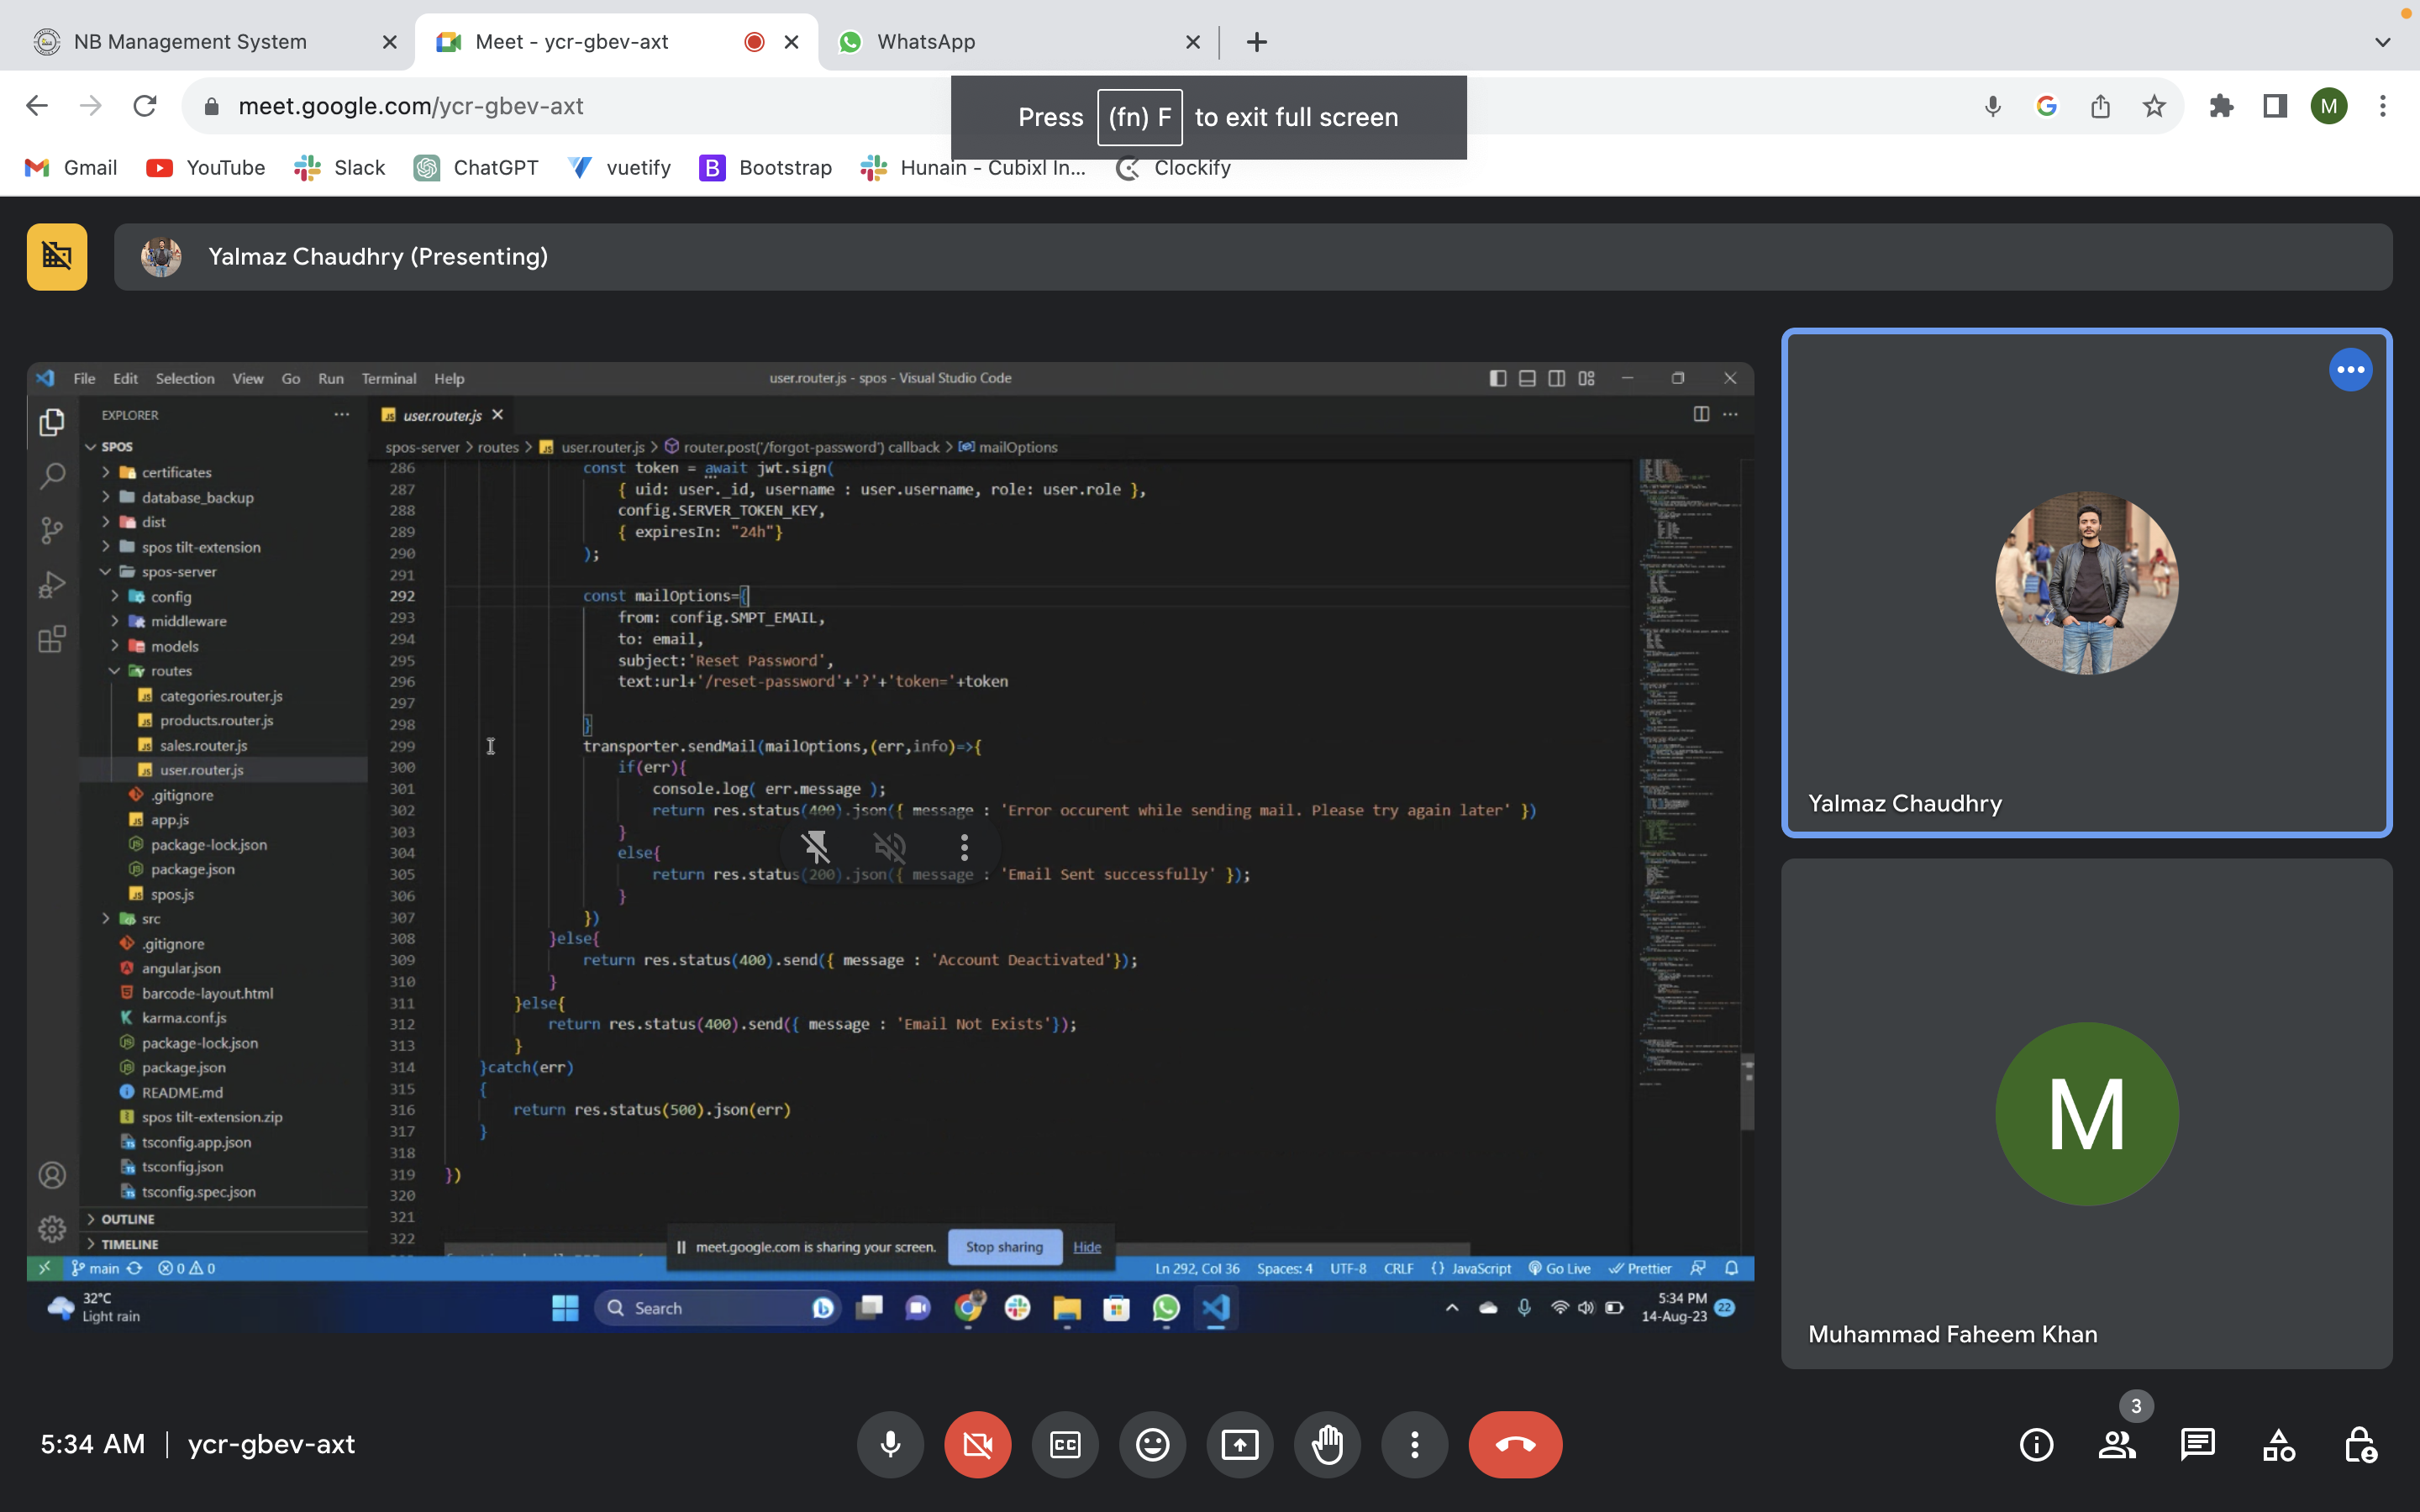 NB Management System
Meet - ycr-gbev-axt
WhatsApp
meet.google.com/ycr-gbev-axt
M
Press (fn) F to exit full screen
Gmail
YouTube
Slack
ChatGPT
vuetify
B Bootstrap
Hunain - Cubixl In...
Clockify
Yalmaz Chaudhry (Presenting)
File Edit Selection View Go Run Terminal Help
user.router.js - spos - Visual Studio Code
EXPLORER
SPOS
certificates
database_backup
dist
spos tilt-extension
spos-server
config
middleware
models
routes
categories.router.js
products.router.js
sales.router.js
user.router.js
.gitignore
app.js
package-lock.json
package.json
spos.js
src
.gitignore
angular.json
barcode-layout.html
karma.conf.js
package-lock.json
package.json
README.md
spos tilt-extension.zip
tsconfig.app.json
tsconfig.json
tsconfig.spec.json
OUTLINE
TIMELINE
user.router.js
spos-server > routes > user.router.js > router.post('/forgot-password') callback > mailOptions
286 const token = await jwt.sign(
287 { uid: user._id, username : user.username, role: user.role },
288 config.SERVER_TOKEN_KEY,
289 { expiresIn: "24h"}
290 );
291
292 const mailOptions={
293 from: config.SMPT_EMAIL,
294 to: email,
295 subject:'Reset Password',
296 text:url+'/reset-password'+'?'+'token='+token
297
298 }
299 transporter.sendMail(mailOptions,(err,info)=>{
300 if(err){
301 console.log( err.message );
302 return res.status(400).json({ message : 'Error occurent while sending mail. Please try again later' })
303 }
304 else{
305 return res.status(200).json({ message : 'Email Sent successfully' });
306 }
307 })
308 }else{
309 return res.status(400).send({ message : 'Account Deactivated'});
310 }
311 }else{
312 return res.status(400).send({ message : 'Email Not Exists'});
313 }
314 }catch(err)
315 {
316 return res.status(500).json(err)
317 }
318
319 })
320
321
322
meet.google.com is sharing your screen. Stop sharing Hide
main 0 0
Ln 292, Col 36 Spaces: 4 UTF-8 CRLF {} JavaScript Go Live Prettier
32°C
Light rain
Search
5:34 PM
14-Aug-23
22
Yalmaz Chaudhry
M
Muhammad Faheem Khan
5:34 AM | ycr-gbev-axt
CC
3